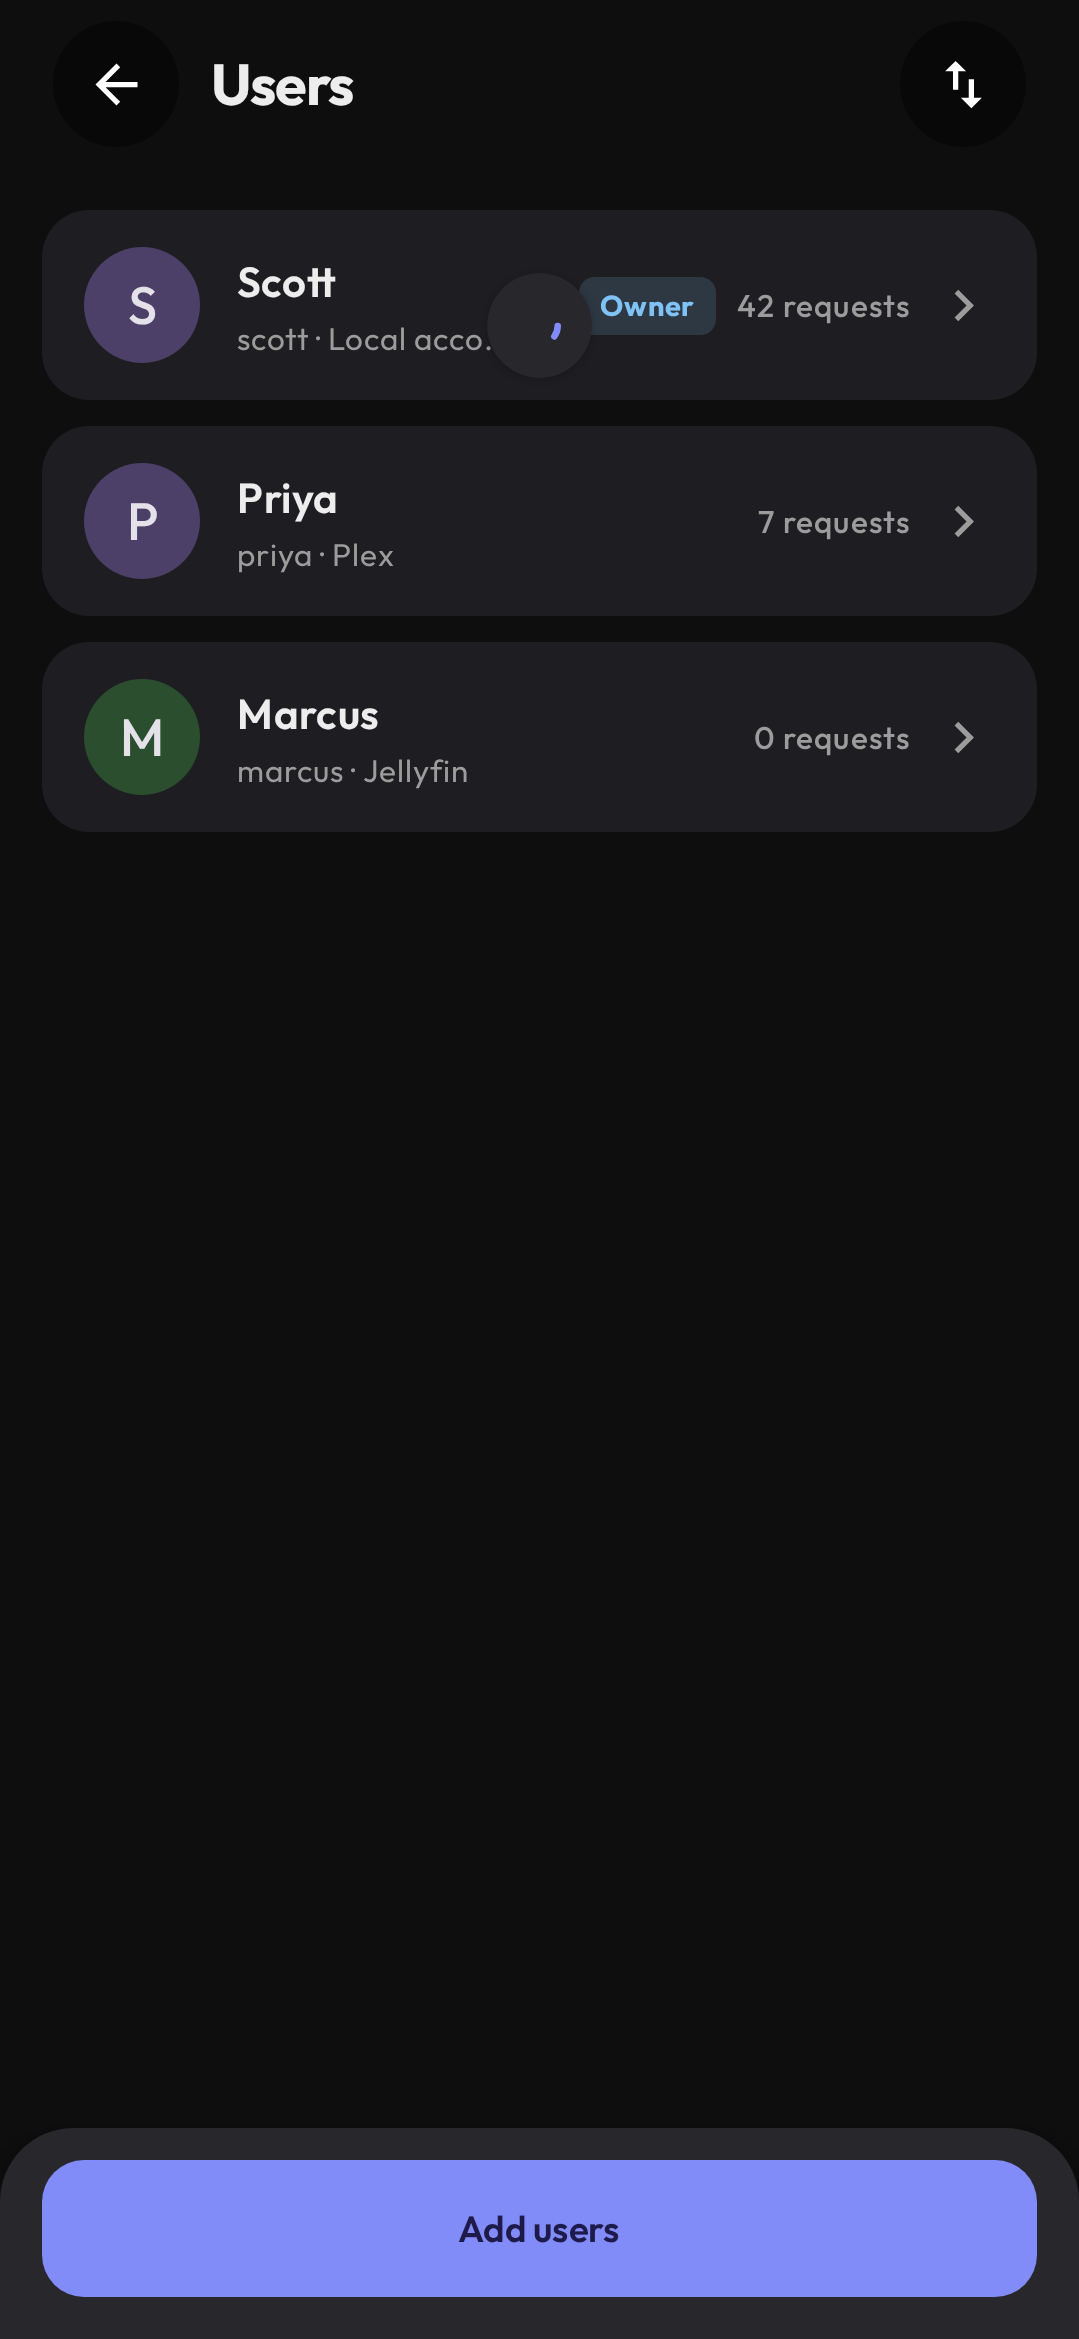 Users
S
Scott
scott · Local acco.
Owner
42 requests
P
Priya
priya · Plex
7 requests
M
Marcus
marcus · Jellyfin
0 requests
Add users